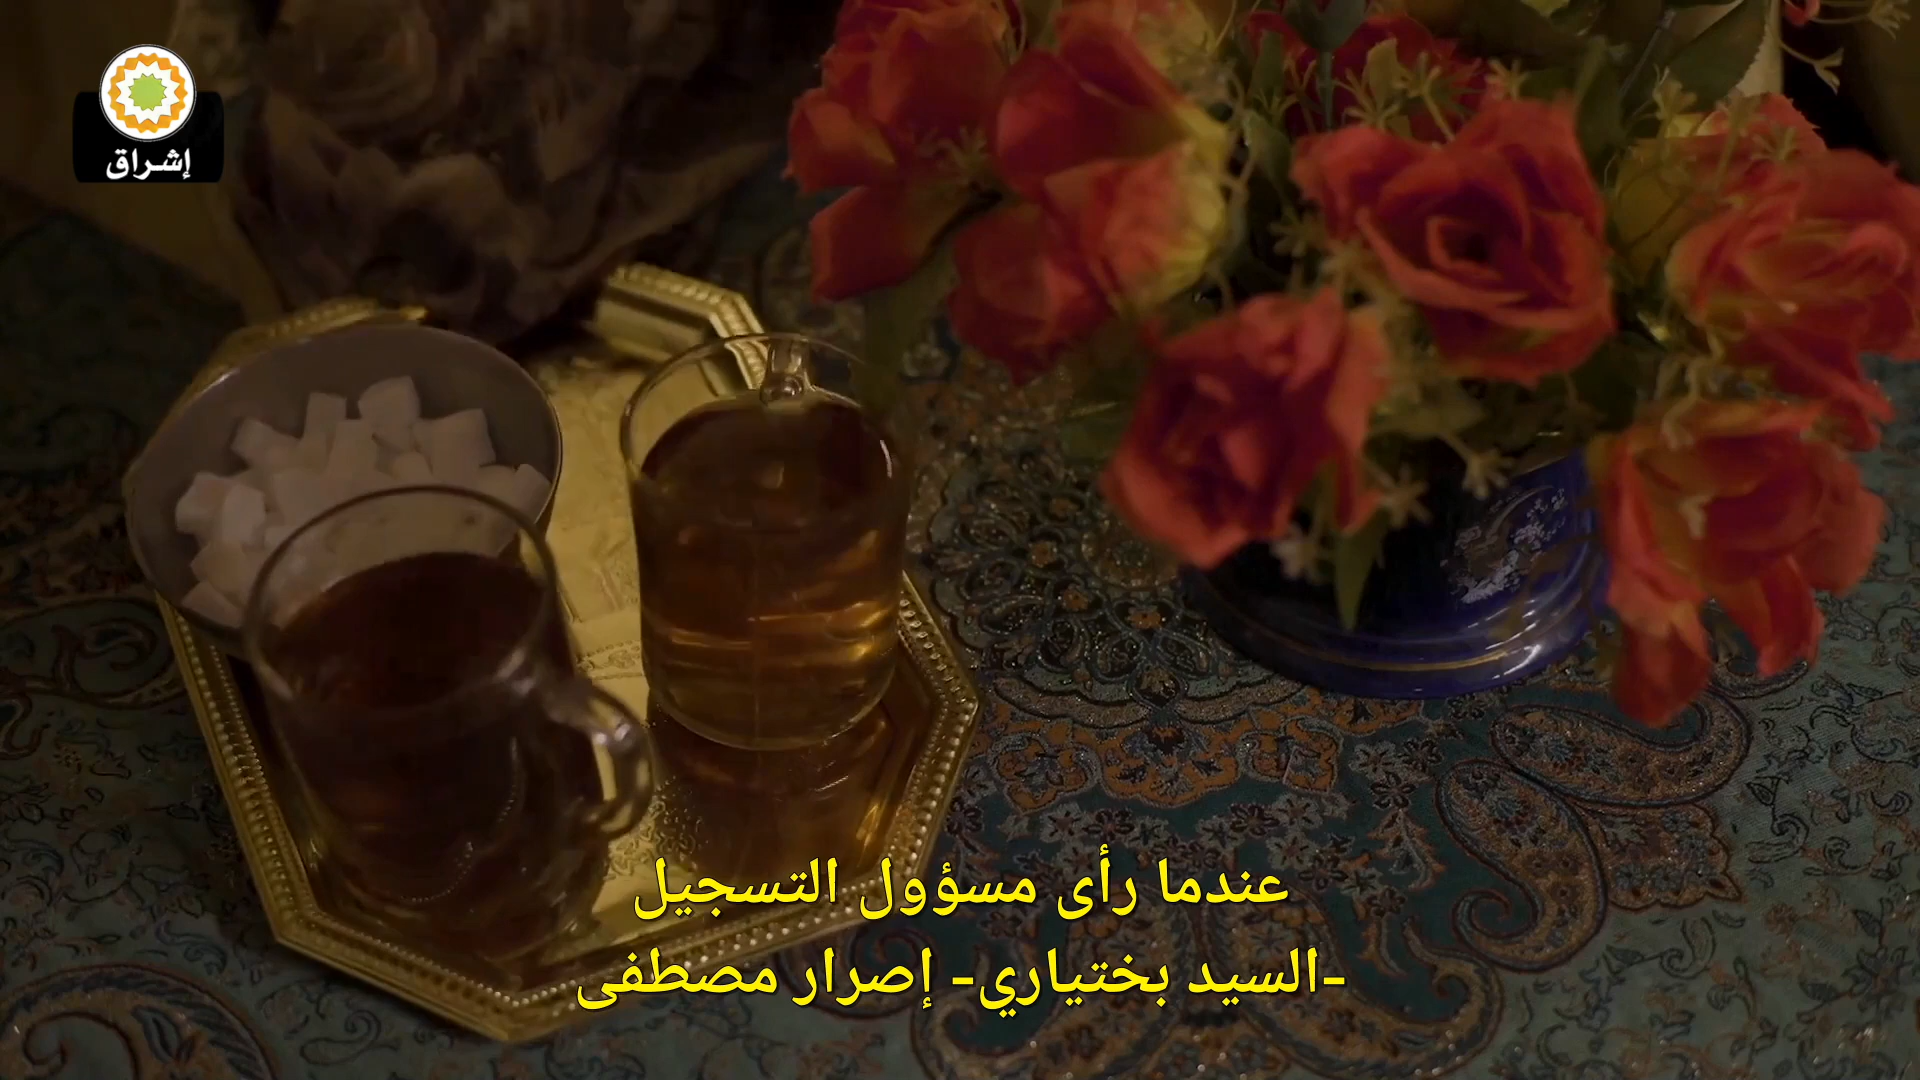 إشراق
عندما رأى مسؤول التسجيل
-السيد بختياري- إصرار مصطفى